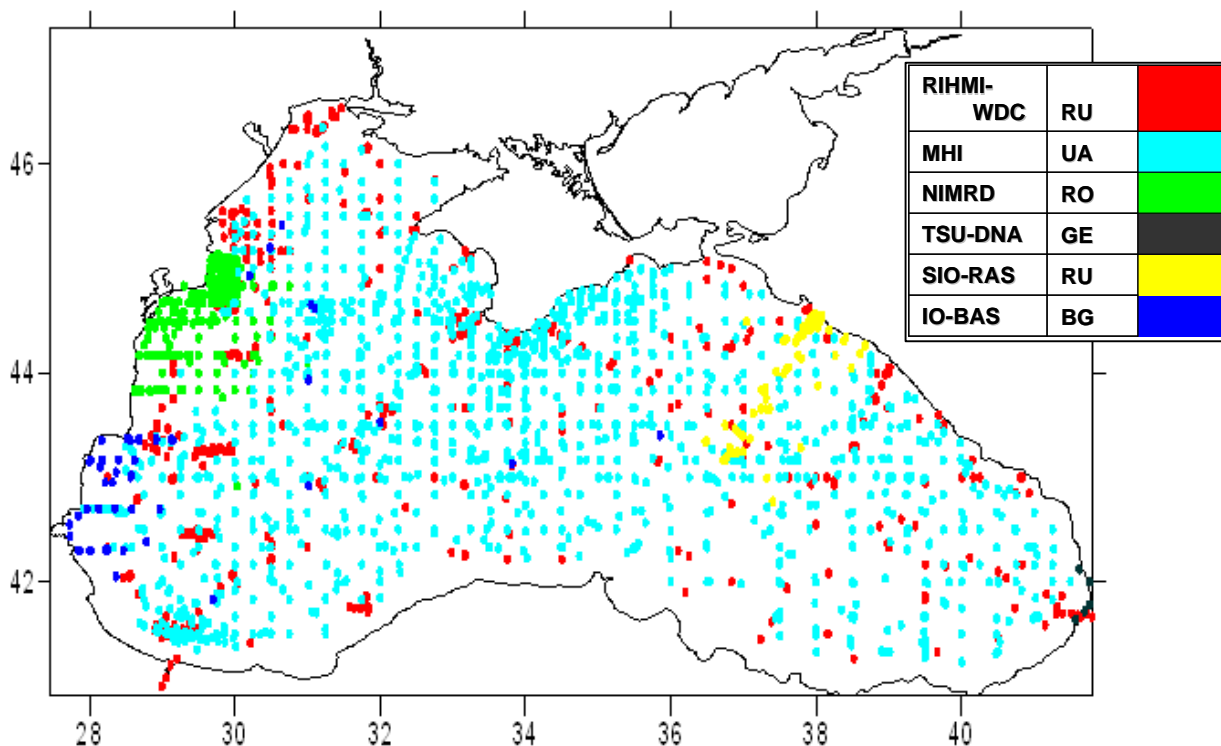 RIHMI-
WDC RU
46
MHI UA
NIMRD RO
TSU-DNA GE
SIO-RAS RU
IO-BAS BG
44
42
28 30 32 34 36 38 40